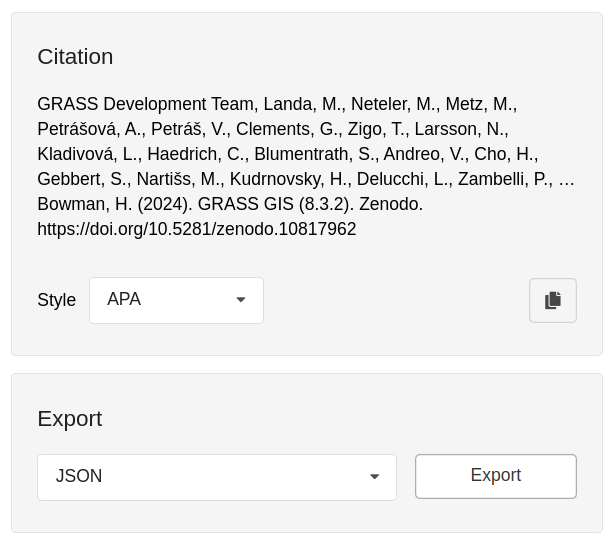 Citation
GRASS Development Team, Landa, M., Neteler, M., Metz, M.,
Petrášová, A., Petráš, V., Clements, G., Zigo, T., Larsson, N.,
Kladivová, L., Haedrich, C., Blumentrath, S., Andreo, V., Cho, H.,
Gebbert, S., Nartišs, M., Kudrnovsky, H., Delucchi, L., Zambelli, P., …
Bowman, H. (2024). GRASS GIS (8.3.2). Zenodo.
https://doi.org/10.5281/zenodo.10817962
Style APA
Export
JSON Export